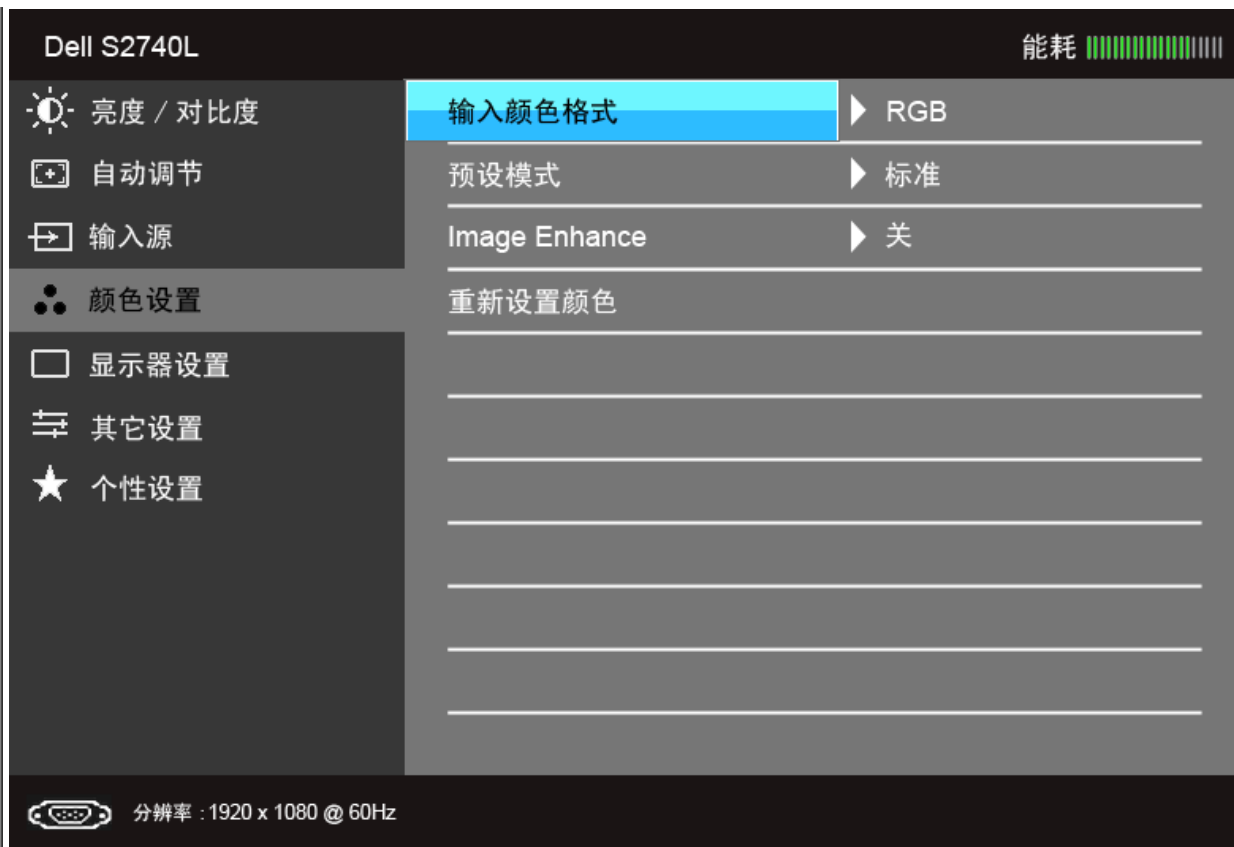 Dell S2740L 能耗
亮度 / 对比度 输入颜色格式 RGB
自动调节 预设模式 标准
输入源 Image Enhance 关
颜色设置 重新设置颜色
显示器设置
其它设置
个性设置
分辨率 : 1920 x 1080 @ 60Hz